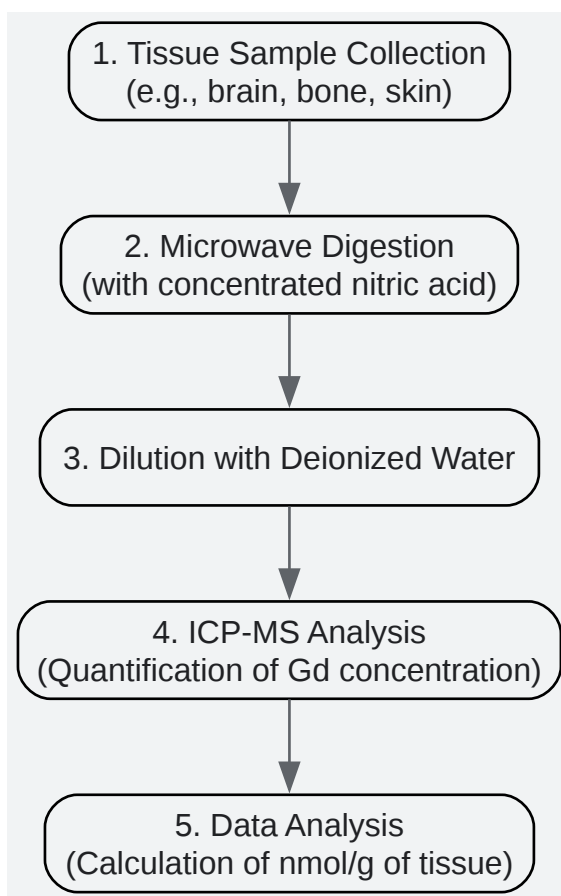 1. Tissue Sample Collection
(e.g., brain, bone, skin)
2. Microwave Digestion
(with concentrated nitric acid)
3. Dilution with Deionized Water
4. ICP-MS Analysis
(Quantification of Gd concentration)
5. Data Analysis
(Calculation of nmol/g of tissue)